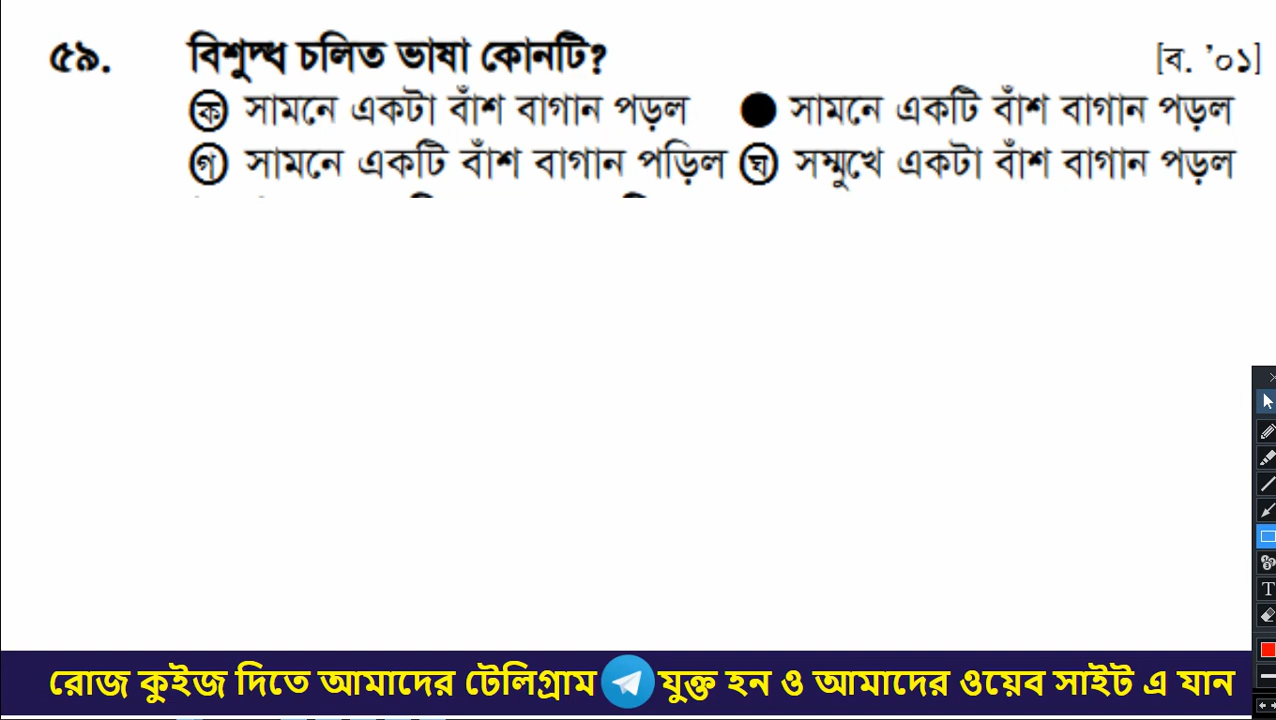 ৫৯. বিশুদ্ধ চলিত ভাষা কোনটি? [ব. '০১]
ক সামনে একটা বাঁশ বাগান পড়ল ● সামনে একটি বাঁশ বাগান পড়ল
গ সামনে একটি বাঁশ বাগান পড়িল ঘ সম্মুখে একটা বাঁশ বাগান পড়ল
রোজ কুইজ দিতে আমাদের টেলিগ্রাম যুক্ত হন ও আমাদের ওয়েব সাইট এ যান